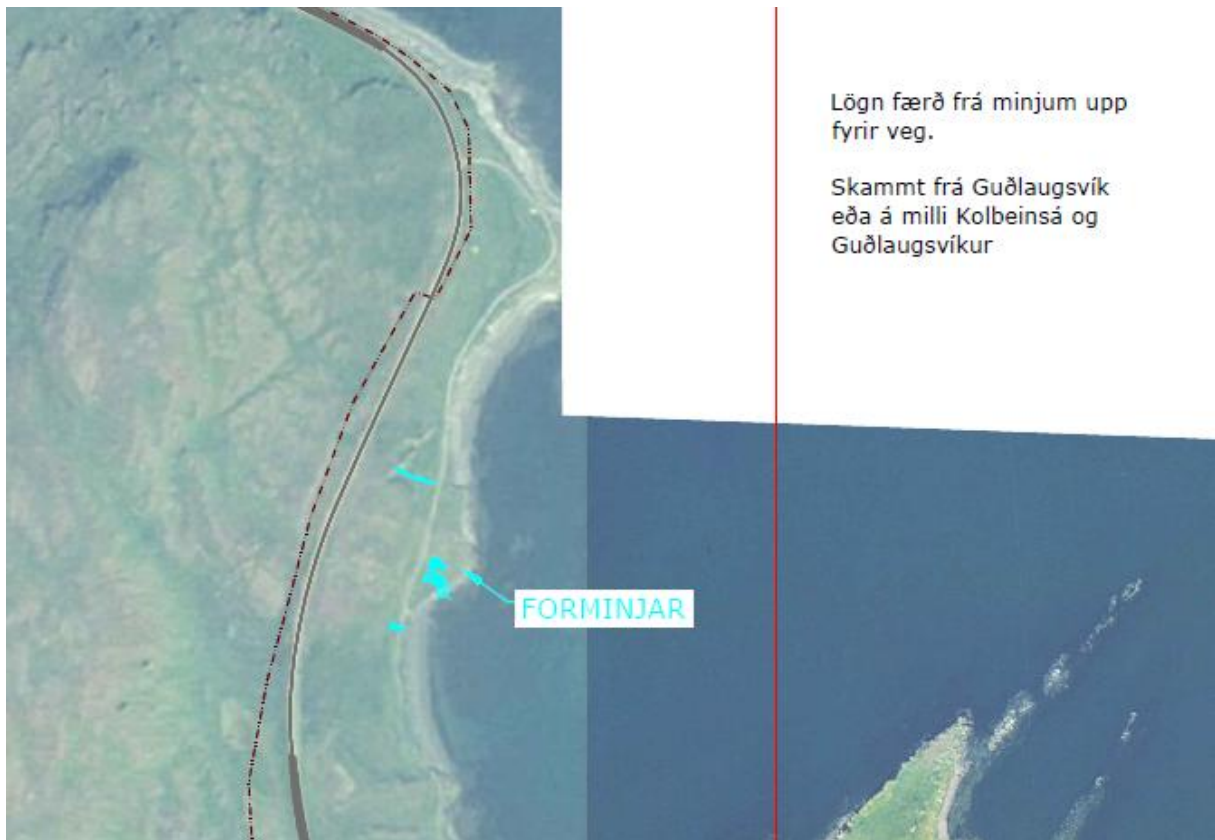 Lögn færð frá minjum upp
fyrir veg.
Skammt frá Guðlaugsvík
eða á milli Kolbeinsá og
Guðlaugsvíkur
FORMINJAR